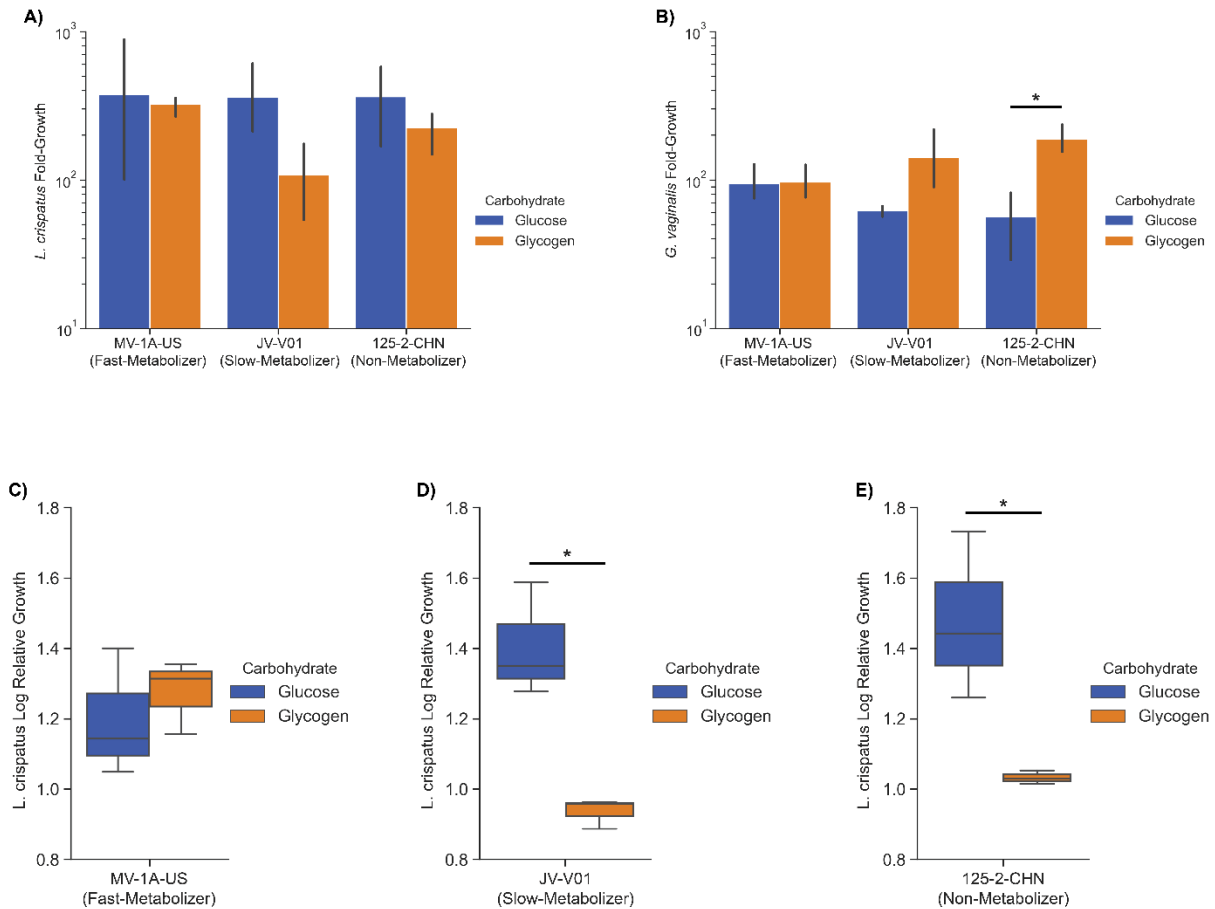 A)
10³
10²
10¹
L. crispatus Fold-Growth
Carbohydrate
Glucose
Glycogen
MV-1A-US
(Fast-Metabolizer)
JV-V01
(Slow-Metabolizer)
125-2-CHN
(Non-Metabolizer)
B)
10³
10²
10¹
G. vaginalis Fold-Growth
*
Carbohydrate
Glucose
Glycogen
MV-1A-US
(Fast-Metabolizer)
JV-V01
(Slow-Metabolizer)
125-2-CHN
(Non-Metabolizer)
C)
1.8
1.6
1.4
1.2
1.0
0.8
L. crispatus Log Relative Growth
Carbohydrate
Glucose
Glycogen
MV-1A-US
(Fast-Metabolizer)
D)
1.8
1.6
1.4
1.2
1.0
0.8
L. crispatus Log Relative Growth
*
Carbohydrate
Glucose
Glycogen
JV-V01
(Slow-Metabolizer)
E)
1.8
1.6
1.4
1.2
1.0
0.8
L. crispatus Log Relative Growth
*
Carbohydrate
Glucose
Glycogen
125-2-CHN
(Non-Metabolizer)